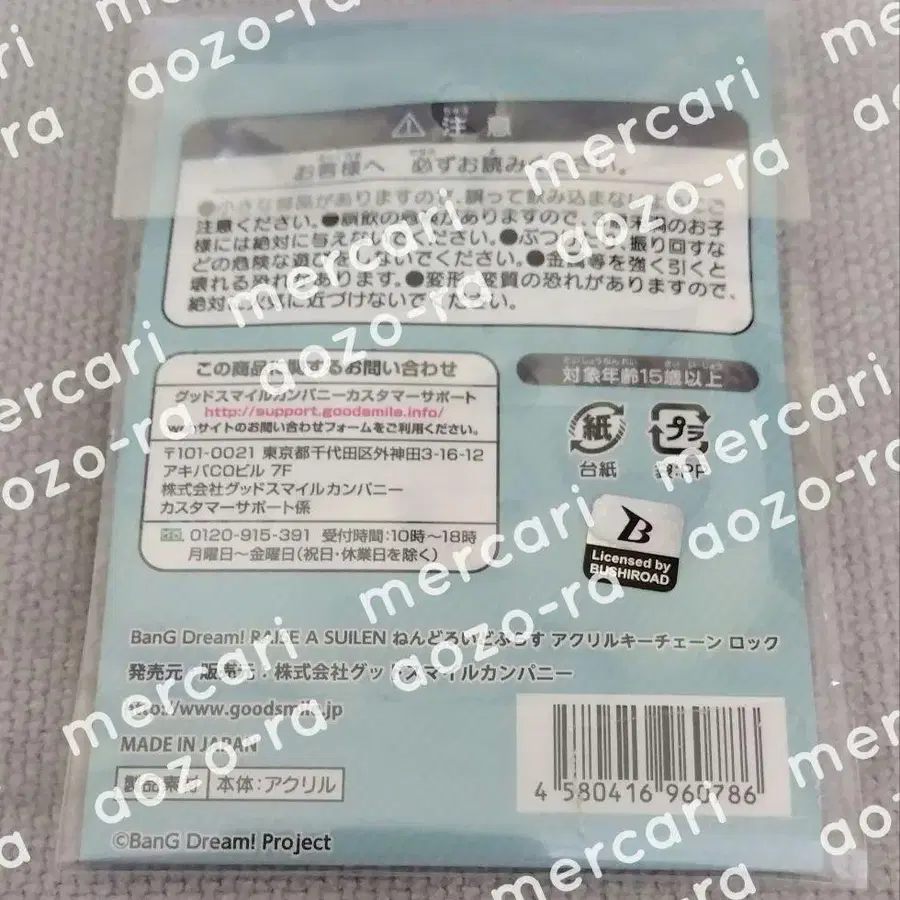 ⚠ 注意
お客様へ 必ずお読みください。
●小さな部品がありますので、誤って飲み込まないようご
注意ください。●誤飲の危険がありますので、3歳未満のお子
様には絶対に与えないでください。●ぶつけたり、振り回すな
どの危険な遊びをしないでください。●金属等を強く引くと
壊れる恐れがあります。●変形、変質の恐れがありますので、
絶対に火気に近づけないでください。
この商品に関するお問い合わせ
グッドスマイルカンパニーカスタマーサポート
http://support.goodsmile.info/
webサイトのお問い合わせフォームをご利用ください。
〒101-0021 東京都千代田区外神田3-16-12
アキバCOビル 7F
株式会社グッドスマイルカンパニー
カスタマーサポート係
0120-915-391 受付時間:10時~18時
月曜日~金曜日(祝日・休業日を除く)
対象年齢15歳以上
紙 プラ
台紙 袋:PP
B
Licensed by
BUSHIROAD
BanG Dream! RAISE A SUILEN ねんどろいどぷらす アクリルキーチェーン ロック
発売元・販売元:株式会社グッドスマイルカンパニー
http://www.goodsmile.jp
MADE IN JAPAN
製品素材 本体:アクリル
4 580416 960786
©BanG Dream! Project
mercari
aozo-ra